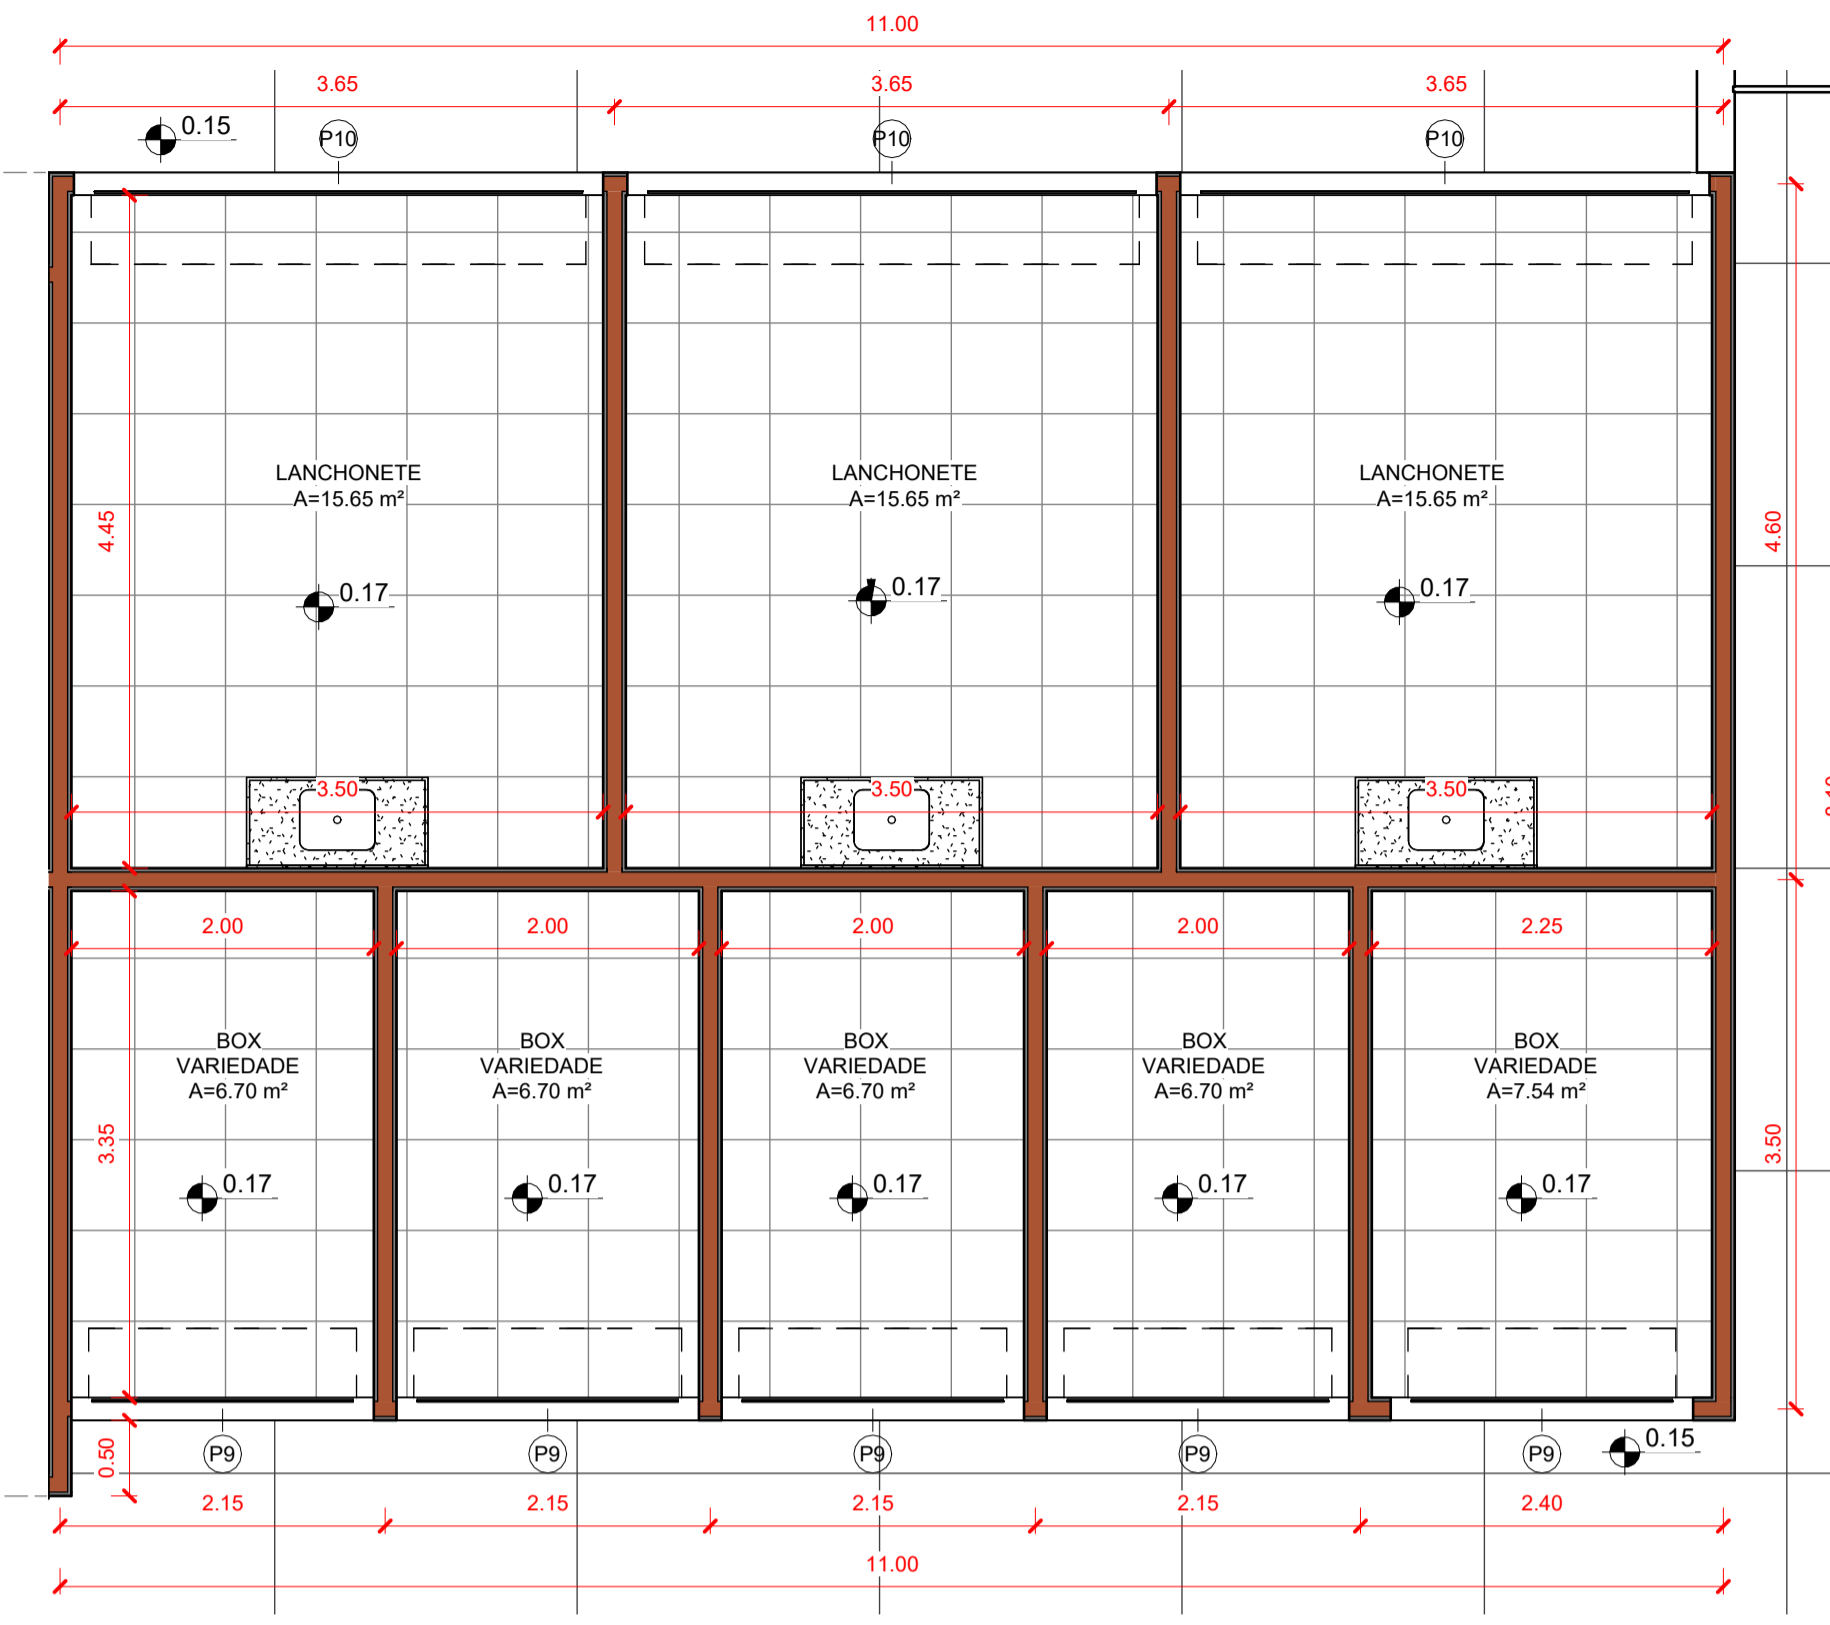 11.00
3.65 3.65 3.65
0.15 P10 P10 P10
LANCHONETE LANCHONETE LANCHONETE
A=15.65 m² A=15.65 m² A=15.65 m²
4.45 4.60
0.17 0.17 0.17
3.50 3.50 3.50
2.00 2.00 2.00 2.00 2.25
BOX BOX BOX BOX BOX
VARIEDADE VARIEDADE VARIEDADE VARIEDADE VARIEDADE
A=6.70 m² A=6.70 m² A=6.70 m² A=6.70 m² A=7.54 m²
3.35 3.50
0.17 0.17 0.17 0.17 0.17
0.50 P9 P9 P9 P9 P9 0.15
2.15 2.15 2.15 2.15 2.40
11.00